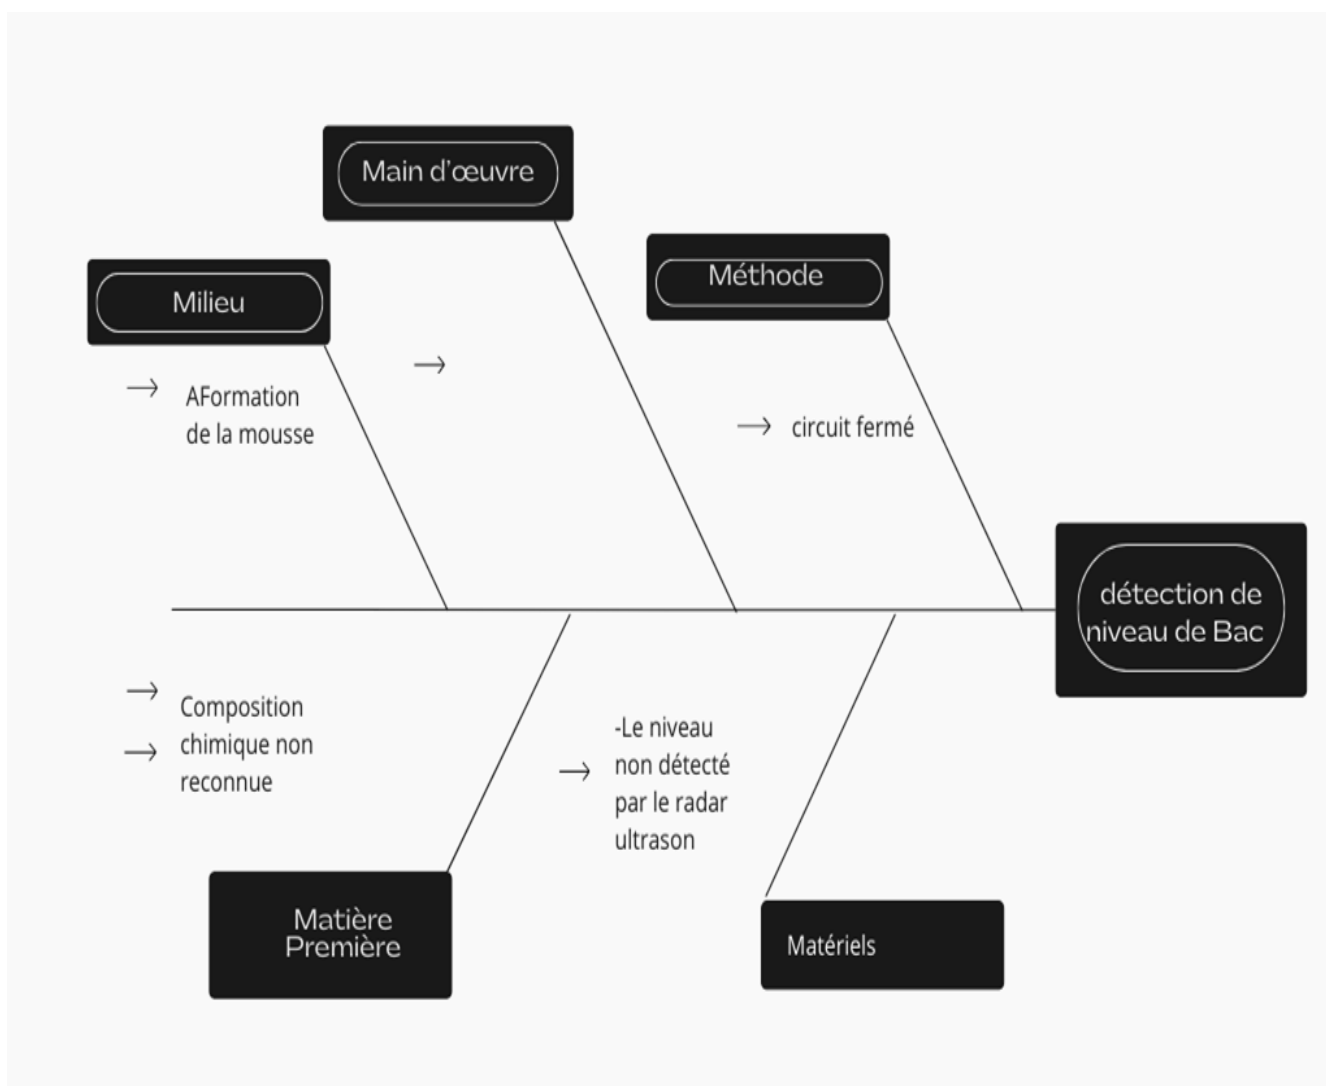 Main d'œuvre
Milieu
Méthode
AFormation
de la mousse
circuit fermé
détection de
niveau de Bac
Composition
chimique non
reconnue
-Le niveau
non détecté
par le radar
ultrason
Matière
Première
Matériels